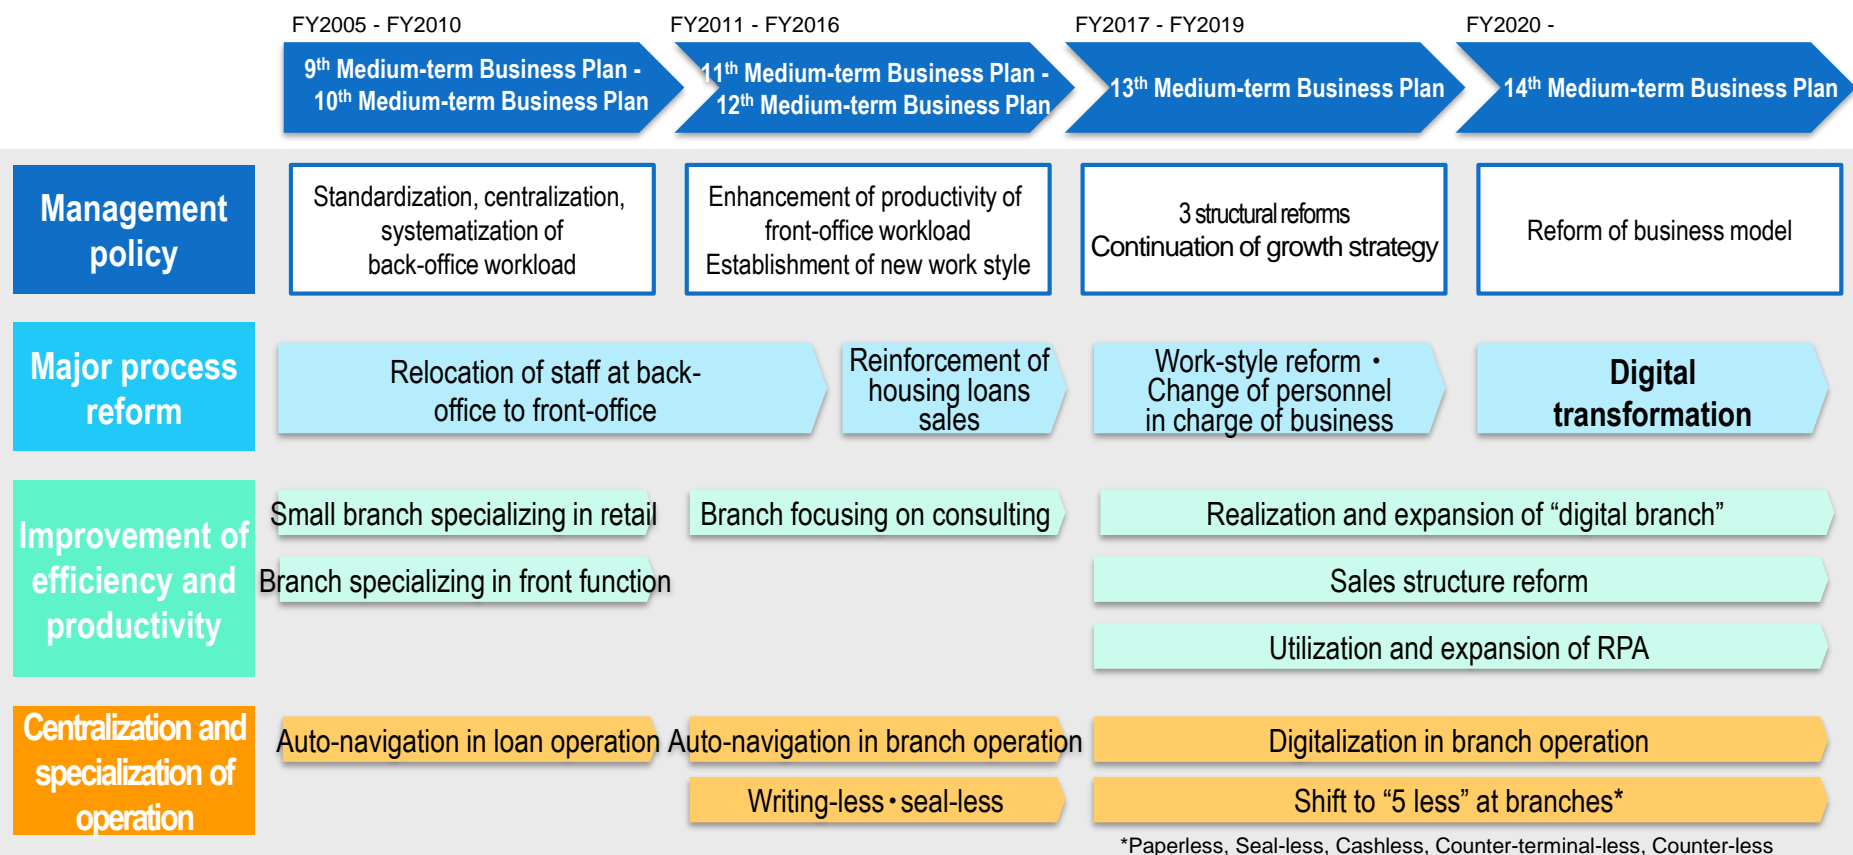 FY2005 - FY2010
FY2011 - FY2016
FY2017 - FY2019
FY2020 -
9th Medium-term Business Plan -
10th Medium-term Business Plan
11th Medium-term Business Plan -
12th Medium-term Business Plan
13th Medium-term Business Plan
14th Medium-term Business Plan
Management
policy
Standardization, centralization,
systematization of
back-office workload
Enhancement of productivity of
front-office workload
Establishment of new work style
3 structural reforms
Continuation of growth strategy
Reform of business model
Major process
reform
Relocation of staff at back-
office to front-office
Reinforcement of
housing loans
sales
Work-style reform・
Change of personnel
in charge of business
Digital
transformation
Improvement of
efficiency and
productivity
Small branch specializing in retail
Branch focusing on consulting
Realization and expansion of “digital branch”
Branch specializing in front function
Sales structure reform
Utilization and expansion of RPA
Centralization and
specialization of
operation
Auto-navigation in loan operation
Auto-navigation in branch operation
Digitalization in branch operation
Writing-less・seal-less
Shift to “5 less” at branches*
*Paperless, Seal-less, Cashless, Counter-terminal-less, Counter-less